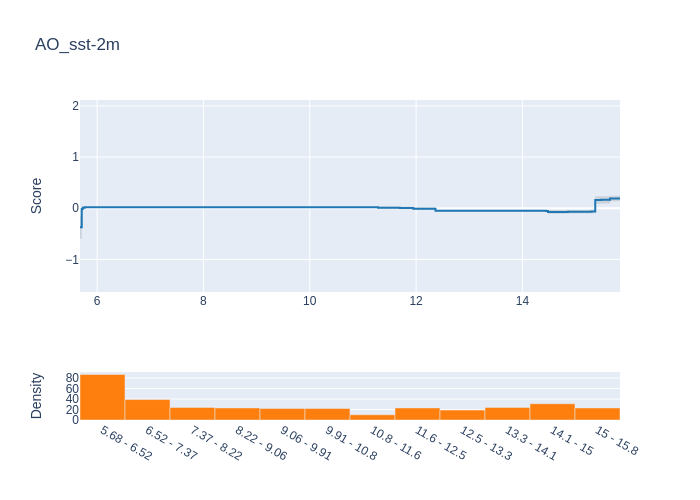 AO_sst-2m
Score
2
1
0
−1
6
8
10
12
14
Density
80
60
40
20
0
5.68 - 6.52
6.52 - 7.37
7.37 - 8.22
8.22 - 9.06
9.06 - 9.91
9.91 - 10.8
10.8 - 11.6
11.6 - 12.5
12.5 - 13.3
13.3 - 14.1
14.1 - 15
15 - 15.8